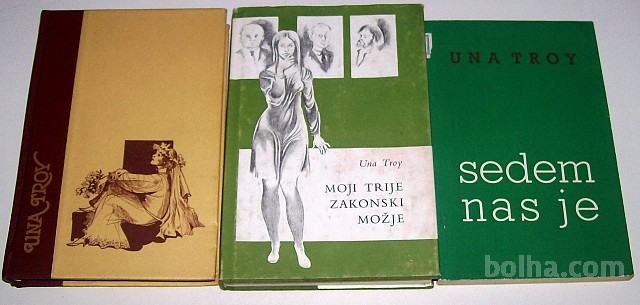 UNA TROY
Una Troy
MOJI TRIJE
ZAKONSKI
MOŽJE
UNA TROY
sedem
nas je
bolha.com